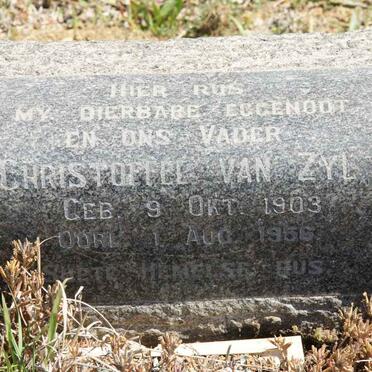 HIER RUS
MY DIERBARE EGGENOOT
EN ONS VADER
CHRISTOFFEL VAN ZYL
GEB. 9 OKT. 1903
OORL. 1 AUG. 1956
HEMELSE RUS